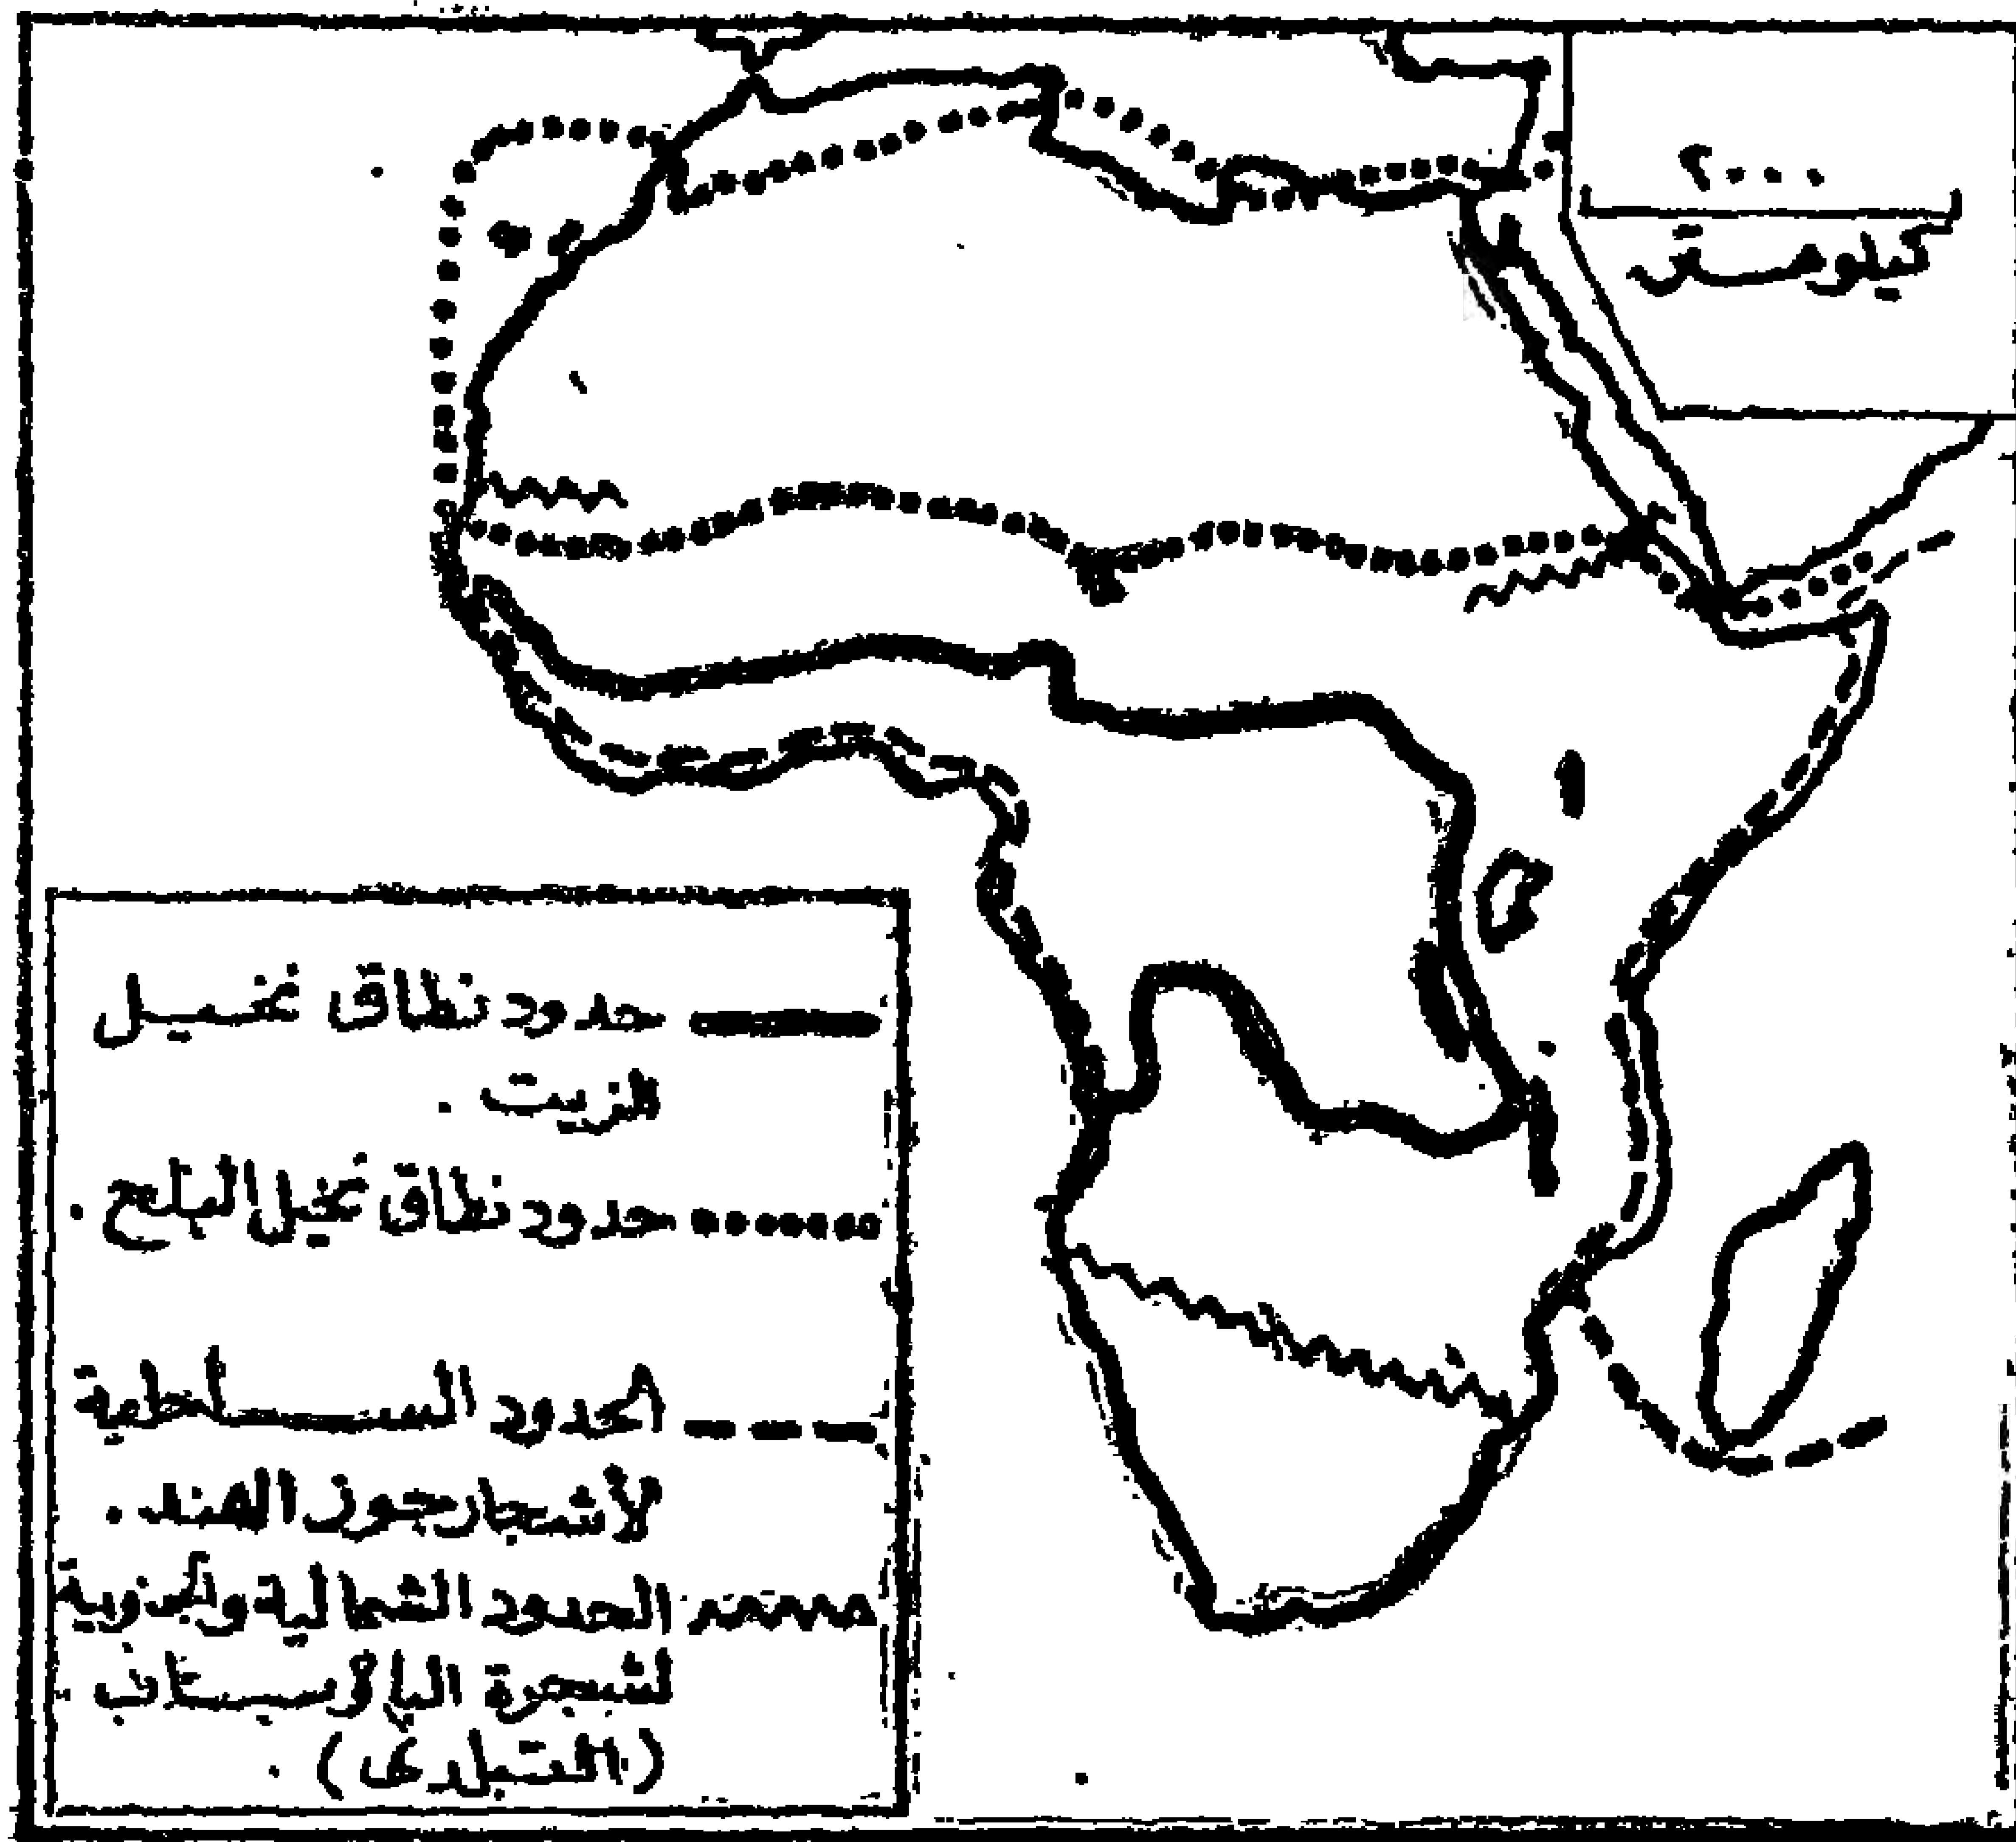 ٢٠٠٠
كيلومتر
حدود نطاق نخيل
الزيت .
حدود نطاق نخيل البلح .
الحدود الساحلية
لأشجار جوز الهند .
الحدود الشمالية والجنوبية
لشجرة الباوباب
(التبلدى) .